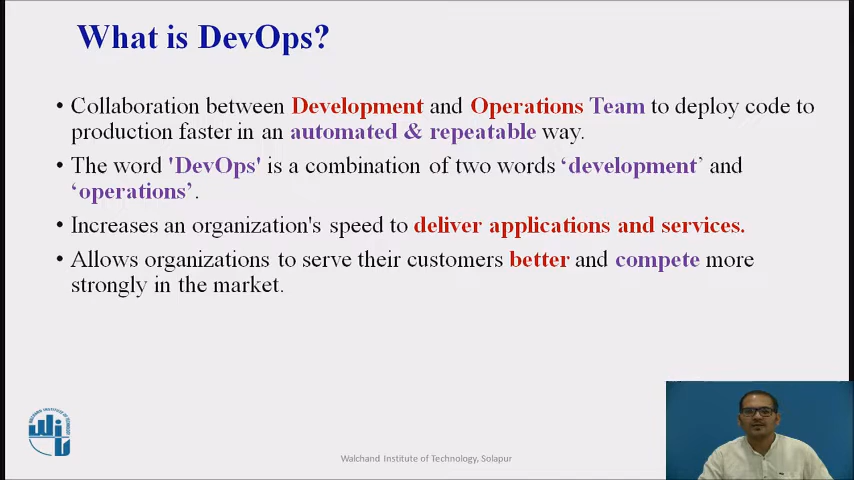 What is DevOps?
• Collaboration between Development and Operations Team to deploy code to
production faster in an automated & repeatable way.
• The word 'DevOps' is a combination of two words ‘development’ and
‘operations’.
• Increases an organization's speed to deliver applications and services.
• Allows organizations to serve their customers better and compete more
strongly in the market.
Walchand Institute of Technology, Solapur